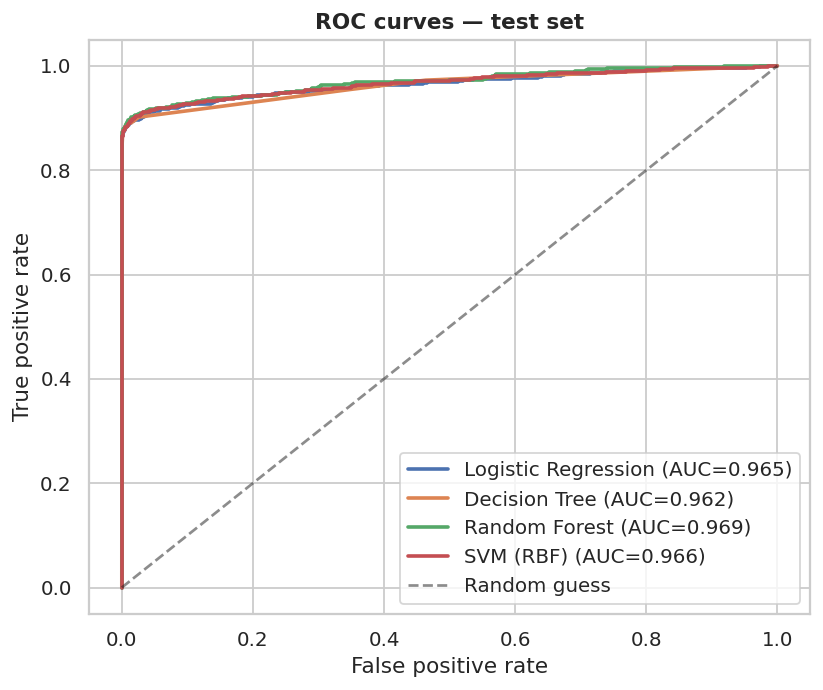 ROC curves — test set
True positive rate
1.0
0.8
0.6
0.4
0.2
0.0
Logistic Regression (AUC=0.965)
Decision Tree (AUC=0.962)
Random Forest (AUC=0.969)
SVM (RBF) (AUC=0.966)
Random guess
0.0 0.2 0.4 0.6 0.8 1.0
False positive rate